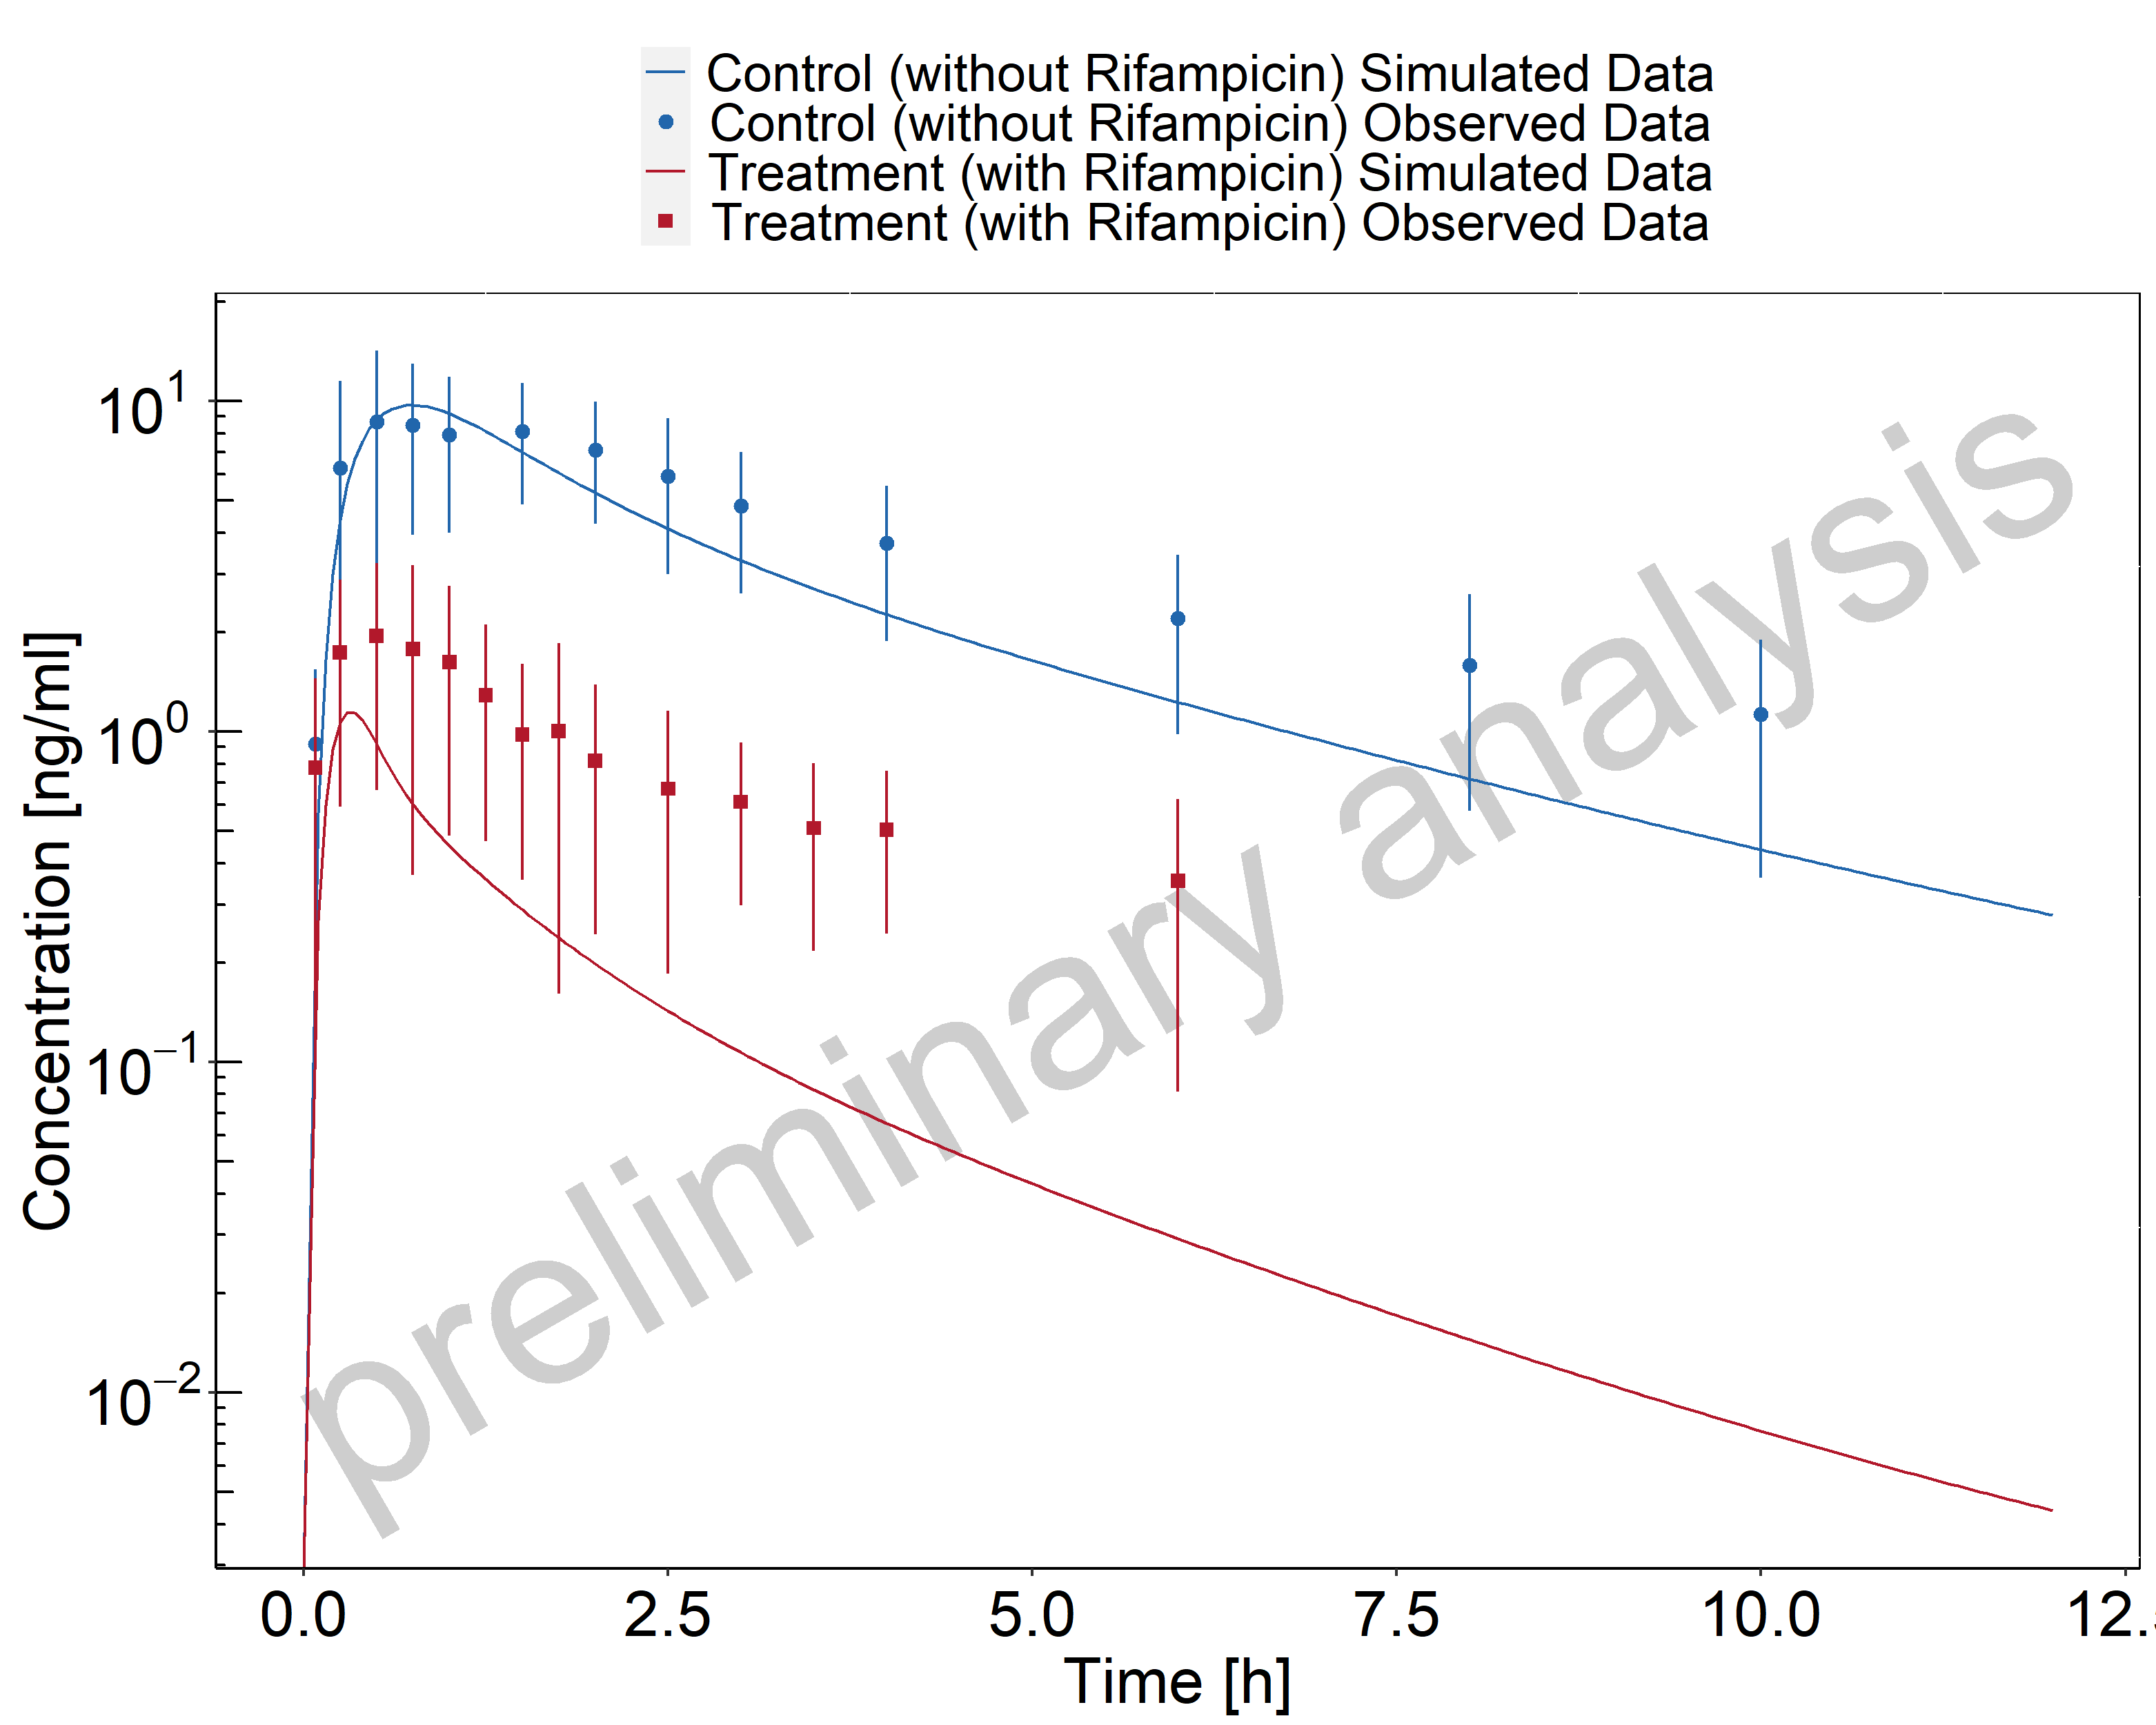 Control (without Rifampicin) Simulated Data
Control (without Rifampicin) Observed Data
Treatment (with Rifampicin) Simulated Data
Treatment (with Rifampicin) Observed Data
Concentration [ng/ml]
10¹
10⁰
10⁻¹
10⁻²
preliminary analysis
0.0 2.5 5.0 7.5 10.0 12.
Time [h]